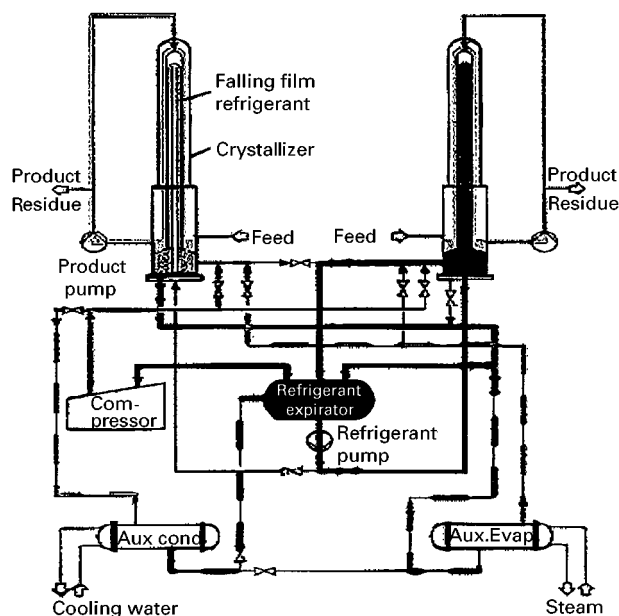 Falling film
refrigerant
Crystallizer
Product
Residue
Product
Residue
Feed
Feed
Product
pump
Com-
pressor
Refrigerant
expirator
Refrigerant
pump
Aux cond
Aux.Evap
Cooling water
Steam